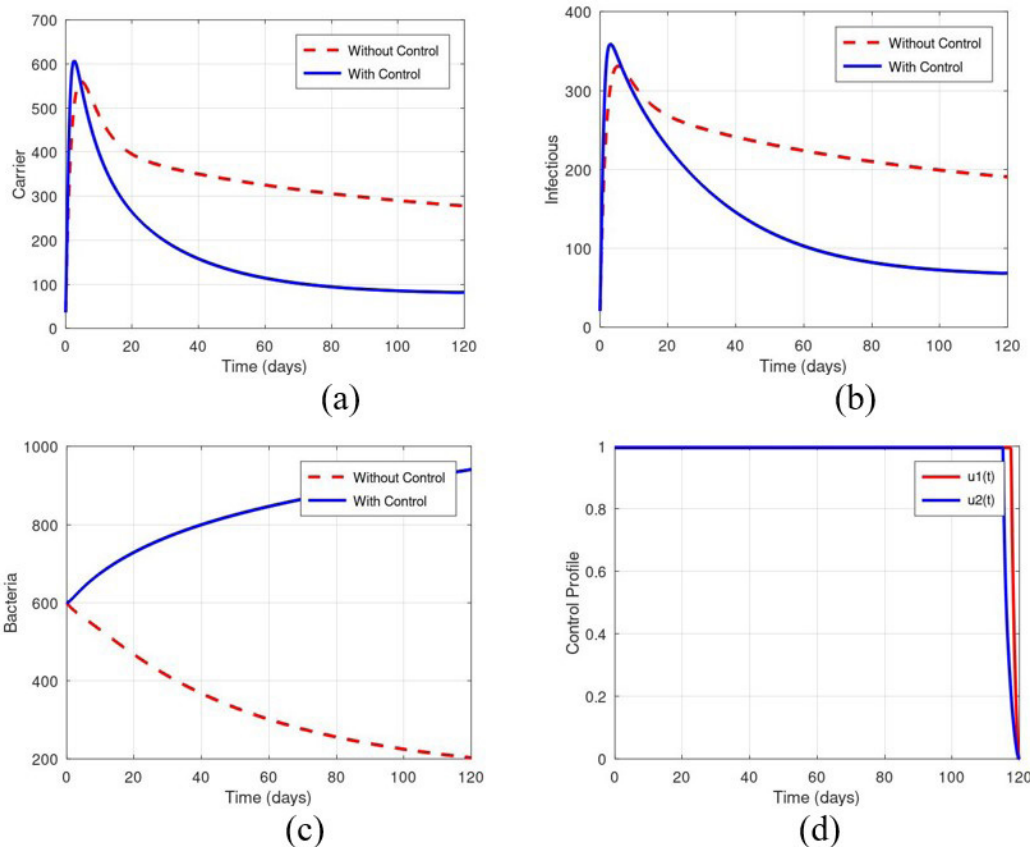 700
600
500
400
300
200
100
0
Carrier
Without Control
With Control
0 20 40 60 80 100 120
Time (days)
(a)
400
300
200
100
0
Infectious
Without Control
With Control
0 20 40 60 80 100 120
Time (days)
(b)
1000
800
600
400
200
Bacteria
Without Control
With Control
0 20 40 60 80 100 120
Time (days)
(c)
1
0.8
0.6
0.4
0.2
0
Control Profile
u1(t)
u2(t)
0 20 40 60 80 100 120
Time (days)
(d)